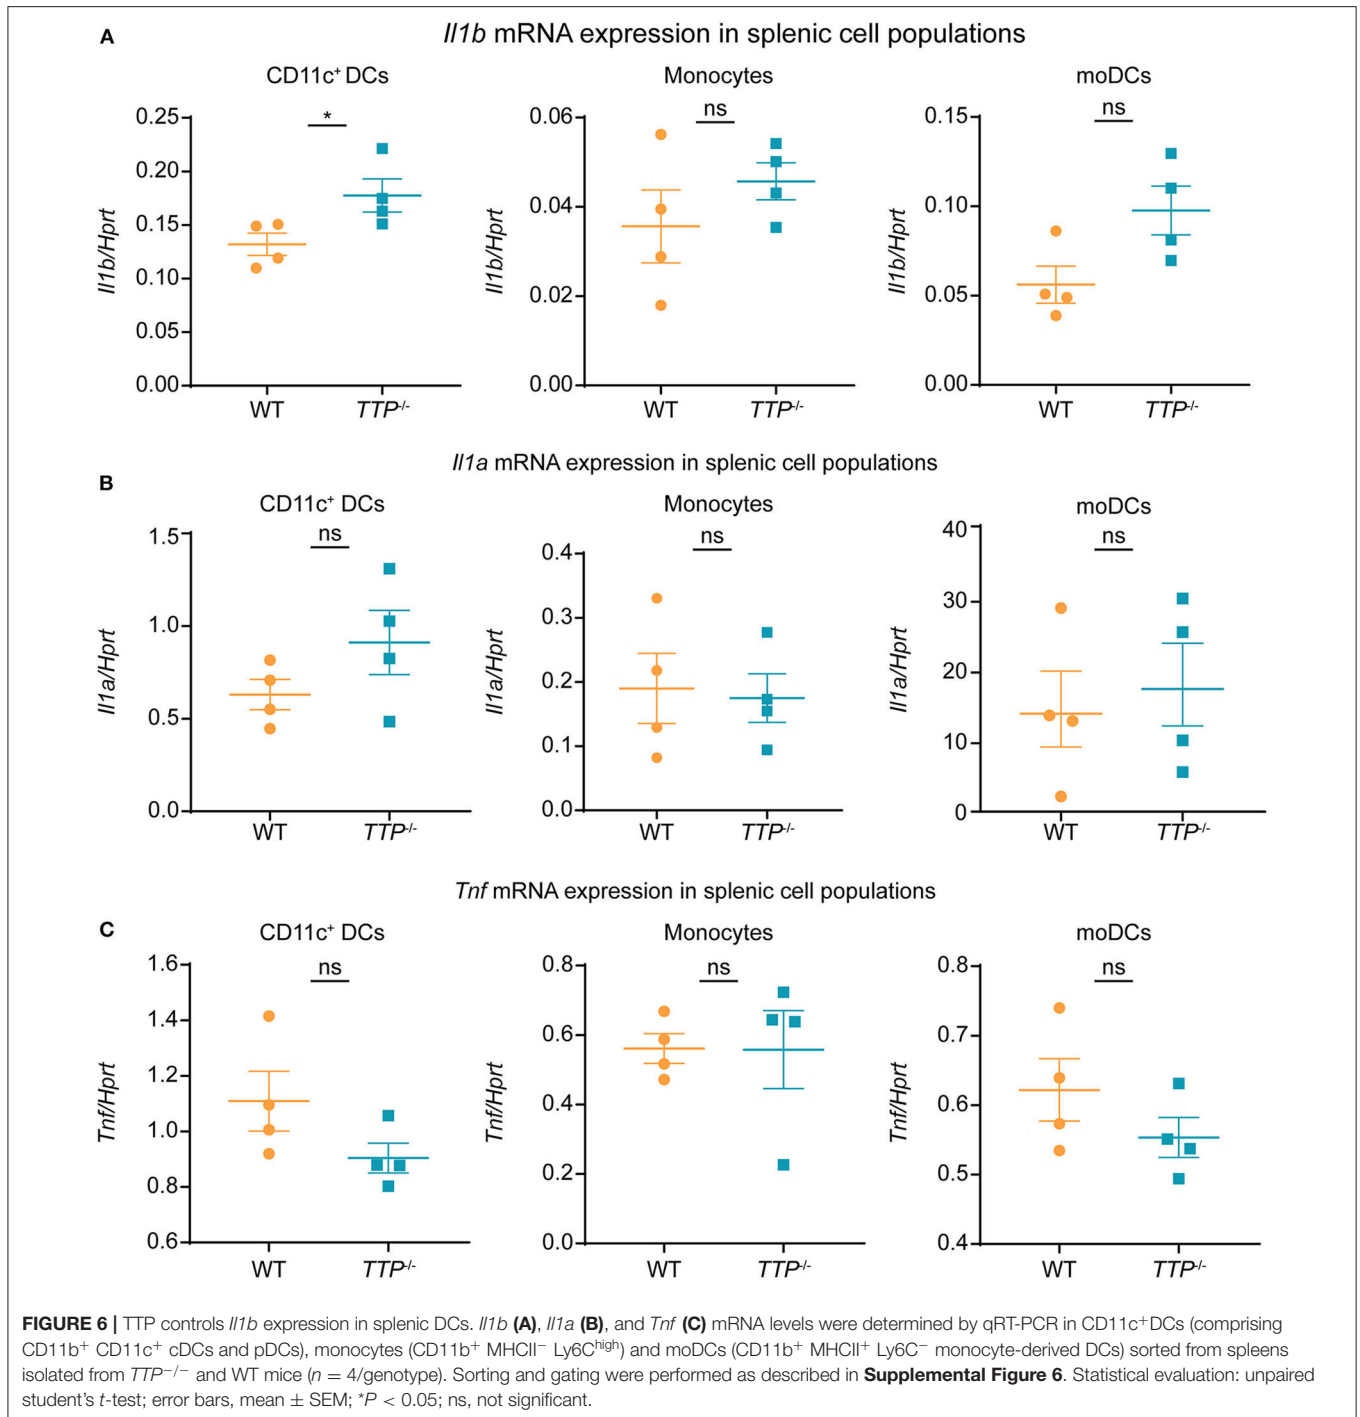 A
Il1b mRNA expression in splenic cell populations
CD11c⁺ DCs
Monocytes
moDCs
*
ns
ns
0.25
0.20
0.15
0.10
0.05
0.00
Il1b/Hprt
WT
TTP⁻/⁻
0.06
0.04
0.02
0.00
Il1b/Hprt
WT
TTP⁻/⁻
0.15
0.10
0.05
0.00
Il1b/Hprt
WT
TTP⁻/⁻
B
Il1a mRNA expression in splenic cell populations
CD11c⁺ DCs
Monocytes
moDCs
ns
ns
ns
1.5
1.0
0.5
0.0
Il1a/Hprt
WT
TTP⁻/⁻
0.4
0.3
0.2
0.1
0.0
Il1a/Hprt
WT
TTP⁻/⁻
40
30
20
10
0
Il1a/Hprt
WT
TTP⁻/⁻
C
Tnf mRNA expression in splenic cell populations
CD11c⁺ DCs
Monocytes
moDCs
ns
ns
ns
1.6
1.4
1.2
1.0
0.8
0.6
Tnf/Hprt
WT
TTP⁻/⁻
0.8
0.6
0.4
0.2
0.0
Tnf/Hprt
WT
TTP⁻/⁻
0.8
0.7
0.6
0.5
0.4
Tnf/Hprt
WT
TTP⁻/⁻
FIGURE 6 | TTP controls Il1b expression in splenic DCs. Il1b (A), Il1a (B), and Tnf (C) mRNA levels were determined by qRT-PCR in CD11c⁺DCs (comprising
CD11b⁺ CD11c⁺ cDCs and pDCs), monocytes (CD11b⁺ MHCII⁻ Ly6Cʰⁱᵍʰ) and moDCs (CD11b⁺ MHCII⁺ Ly6C⁻ monocyte-derived DCs) sorted from spleens
isolated from TTP⁻/⁻ and WT mice (n = 4/genotype). Sorting and gating were performed as described in Supplemental Figure 6. Statistical evaluation: unpaired
student's t-test; error bars, mean ± SEM; *P < 0.05; ns, not significant.